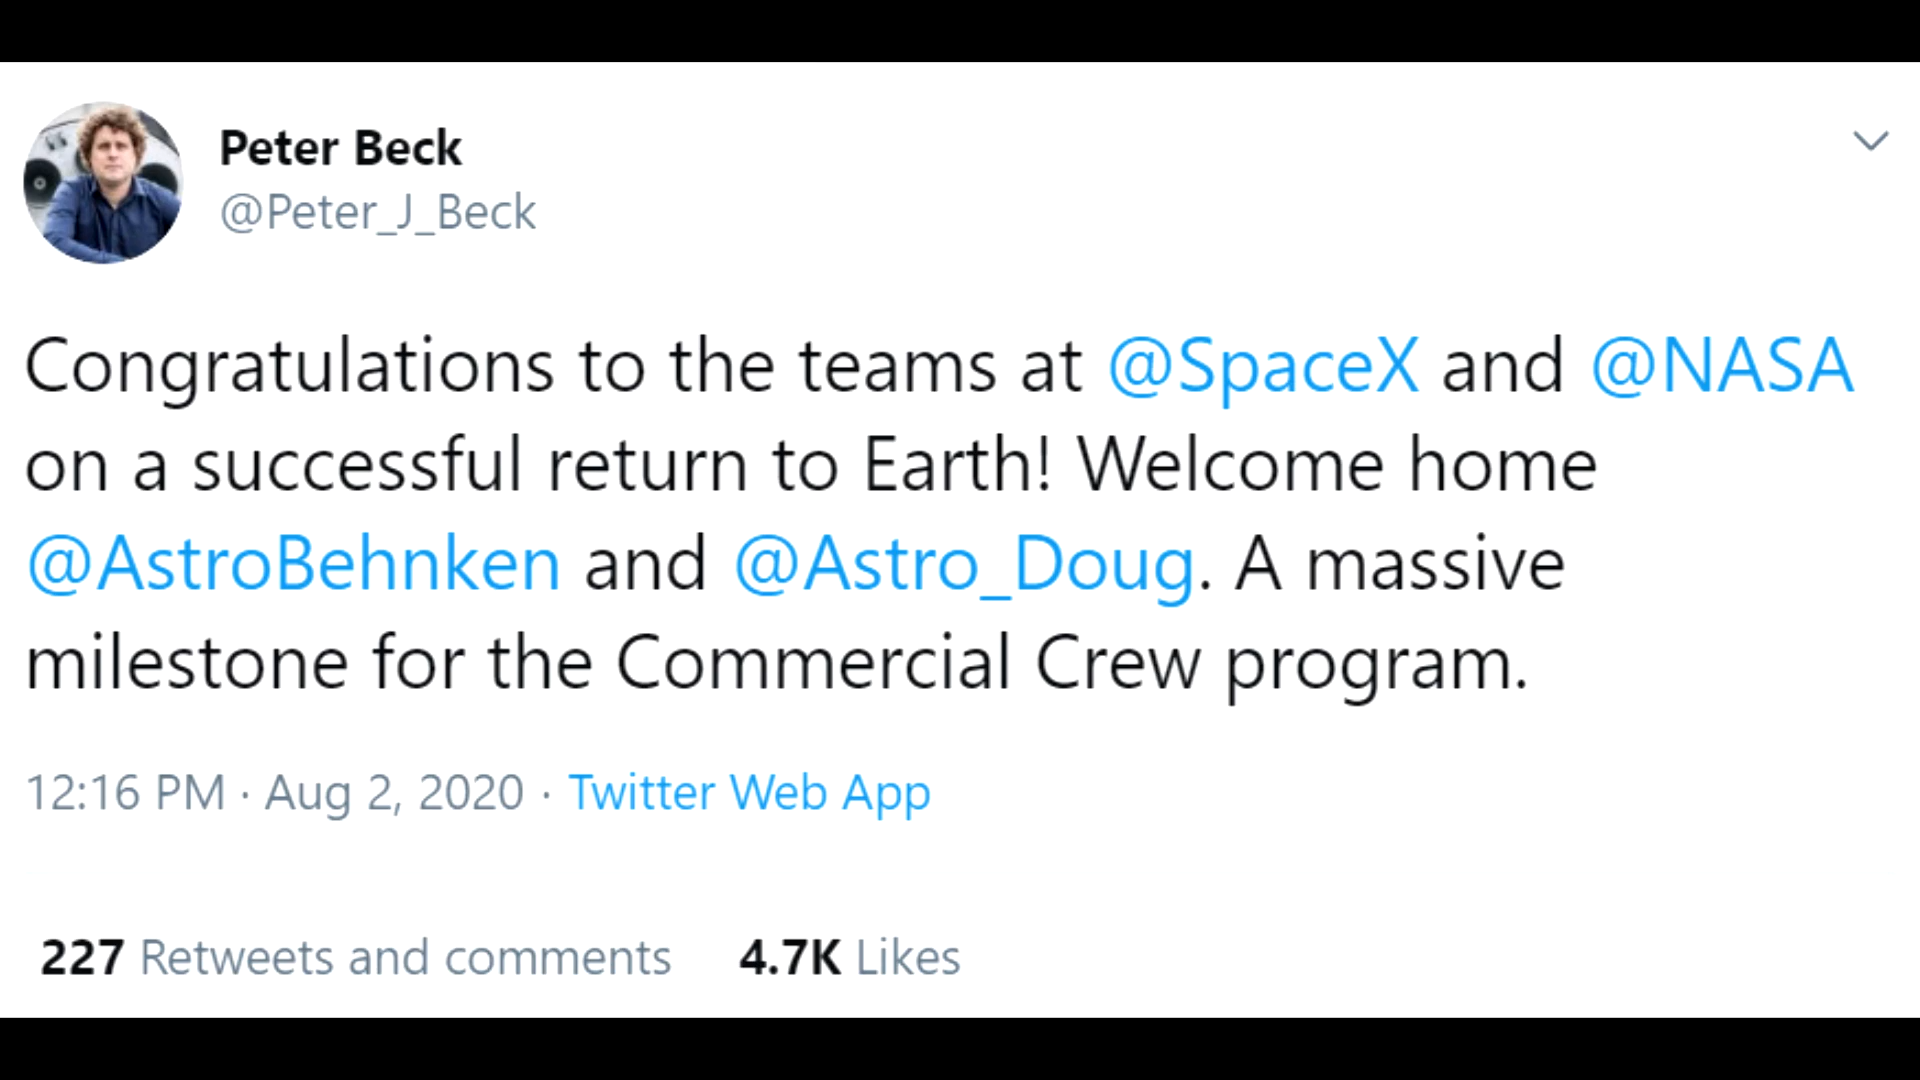 Peter Beck
@Peter_J_Beck
Congratulations to the teams at @SpaceX and @NASA
on a successful return to Earth! Welcome home
@AstroBehnken and @Astro_Doug. A massive
milestone for the Commercial Crew program.
12:16 PM · Aug 2, 2020 · Twitter Web App
227 Retweets and comments 4.7K Likes